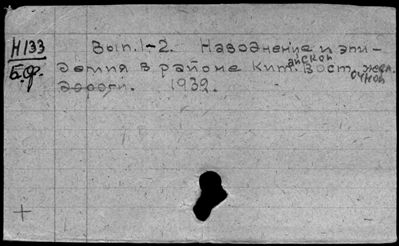 Н133
Б.Ф.
Вып. 1-2. Наводнение и эпи-
демия в районе Кит.айской Вост.очной жел.
дороги. 1932.